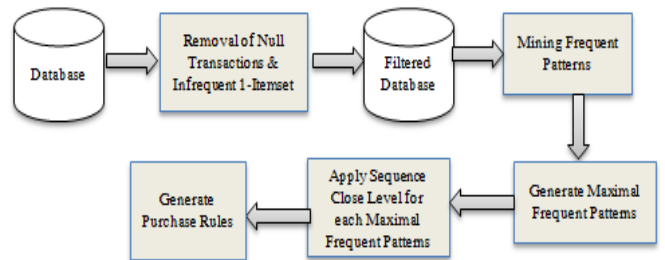 Database
Removal of Null
Transactions &
Infrequent 1-Itemset
Filtered
Database
Mining Frequent
Patterns
Generate Maximal
Frequent Patterns
Apply Sequence
Close Level for
each Maximal
Frequent Patterns
Generate
Purchase Rules